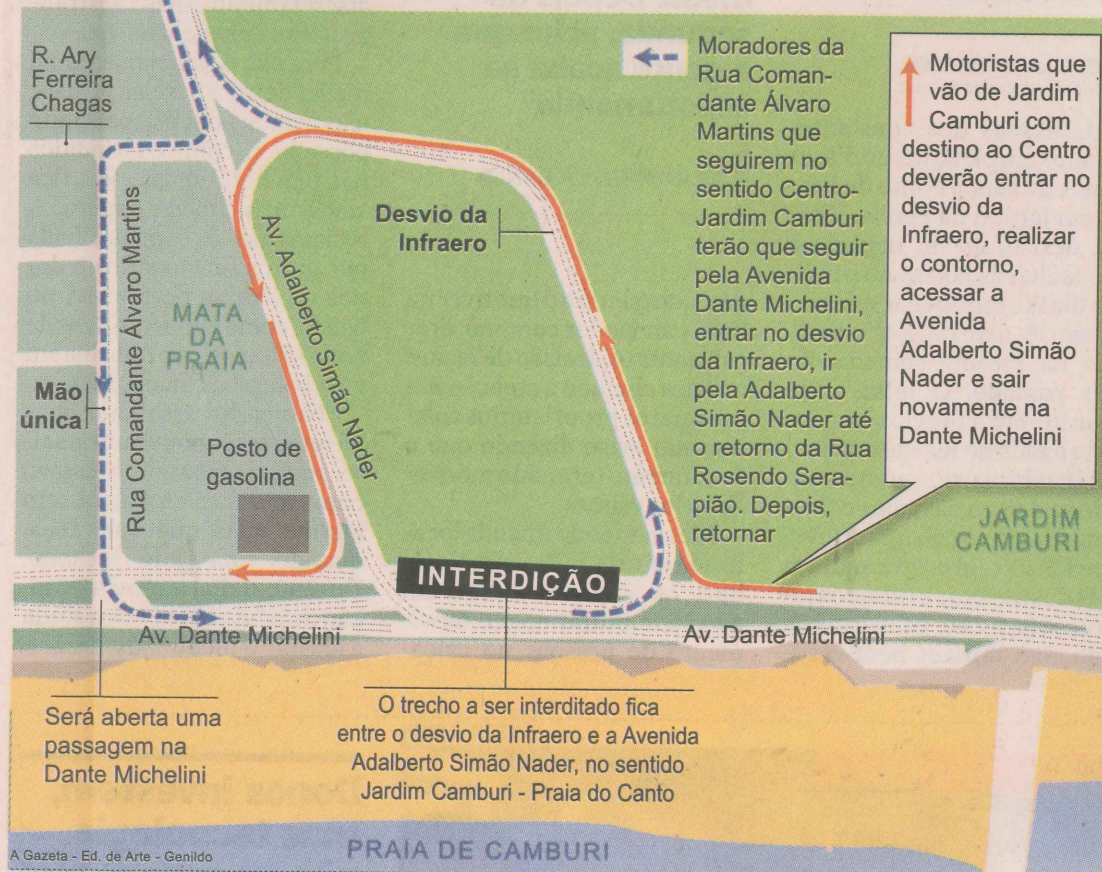 R. Ary
Ferreira
Chagas
Rua Comandante Álvaro Martins
MATA
DA
PRAIA
Mão
única
Posto de
gasolina
Av. Adalberto Simão Nader
Desvio da
Infraero
Moradores da
Rua Coman-
dante Álvaro
Martins que
seguirem no
sentido Centro-
Jardim Camburi
terão que seguir
pela Avenida
Dante Michelini,
entrar no desvio
da Infraero, ir
pela Adalberto
Simão Nader até
o retorno da Rua
Rosendo Sera-
pião. Depois,
retornar
Motoristas que
vão de Jardim
Camburi com
destino ao Centro
deverão entrar no
desvio da
Infraero, realizar
o contorno,
acessar a
Avenida
Adalberto Simão
Nader e sair
novamente na
Dante Michelini
JARDIM
CAMBURI
INTERDIÇÃO
Av. Dante Michelini
Av. Dante Michelini
Será aberta uma
passagem na
Dante Michelini
O trecho a ser interditado fica
entre o desvio da Infraero e a Avenida
Adalberto Simão Nader, no sentido
Jardim Camburi - Praia do Canto
PRAIA DE CAMBURI
A Gazeta - Ed. de Arte - Genildo